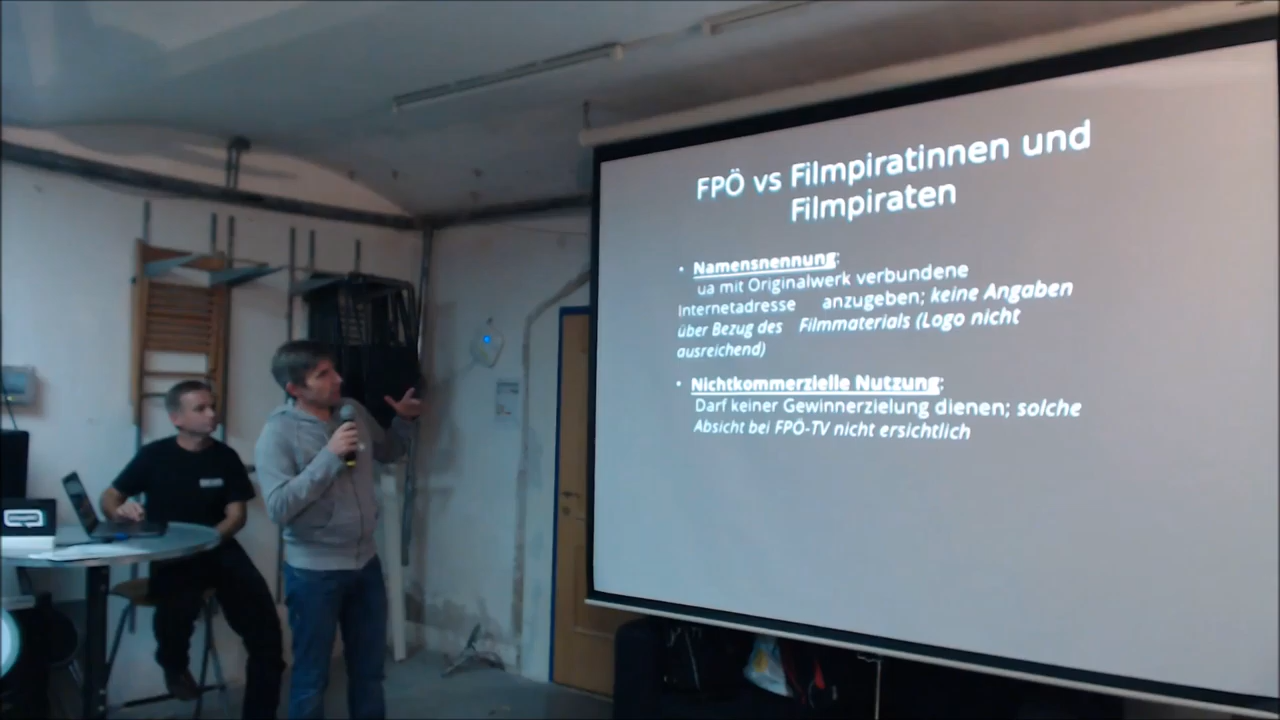 FPÖ vs Filmpiratinnen und
Filmpiraten
• Namensnennung:
ua mit Originalwerk verbundene
Internetadresse anzugeben; keine Angaben
über Bezug des Filmmaterials (Logo nicht
ausreichend)
• Nichtkommerzielle Nutzung:
Darf keiner Gewinnerzielung dienen; solche
Absicht bei FPÖ-TV nicht ersichtlich